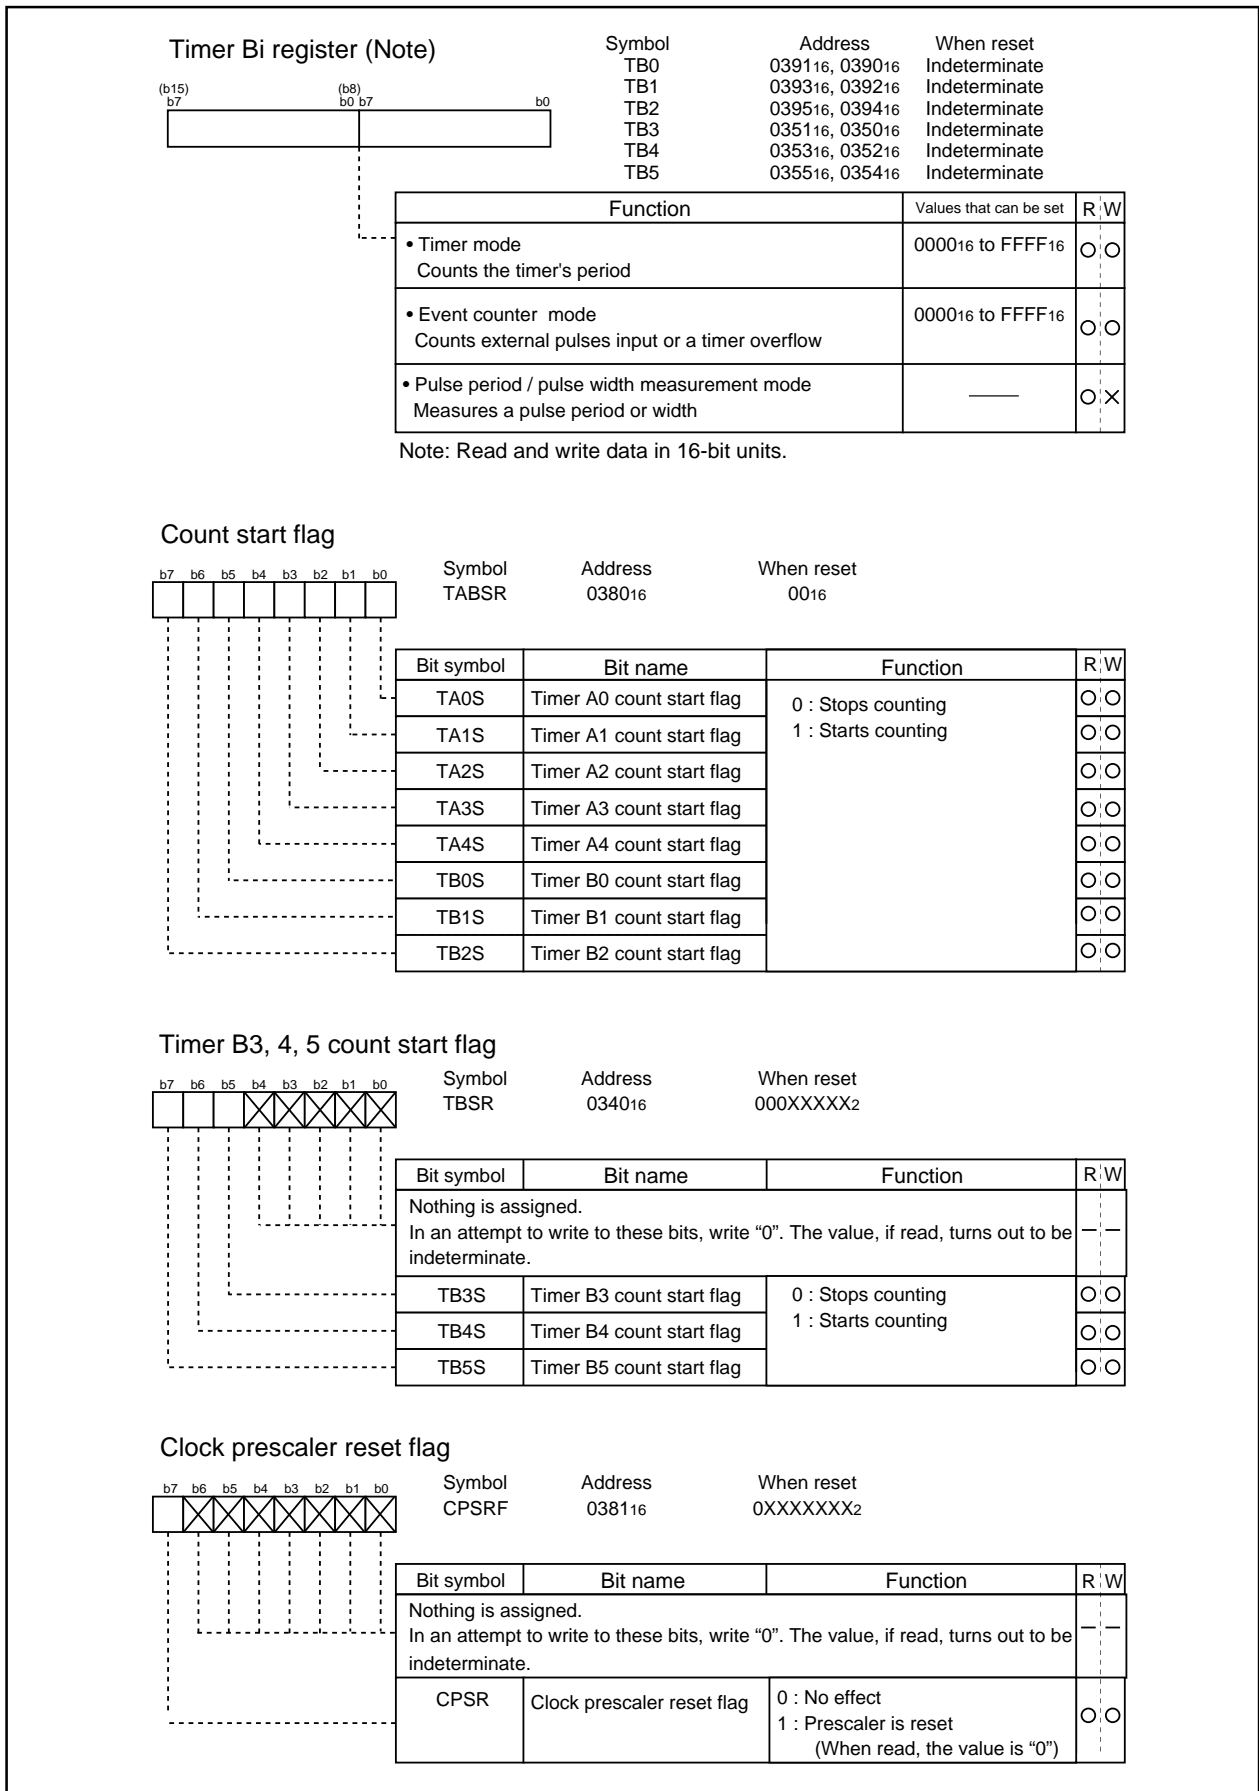 Timer Bi register (Note)
Symbol Address When reset
TB0 039116, 039016 Indeterminate
TB1 039316, 039216 Indeterminate
TB2 039516, 039416 Indeterminate
TB3 035116, 035016 Indeterminate
TB4 035316, 035216 Indeterminate
TB5 035516, 035416 Indeterminate
(b15) (b8)
b7 b0 b7 b0
Function Values that can be set R W
• Timer mode 000016 to FFFF16
Counts the timer's period
• Event counter mode 000016 to FFFF16
Counts external pulses input or a timer overflow
• Pulse period / pulse width measurement mode
Measures a pulse period or width
Note: Read and write data in 16-bit units.
Count start flag
b7 b6 b5 b4 b3 b2 b1 b0
Symbol Address When reset
TABSR 038016 0016
Bit symbol Bit name Function R W
TA0S Timer A0 count start flag 0 : Stops counting
TA1S Timer A1 count start flag 1 : Starts counting
TA2S Timer A2 count start flag
TA3S Timer A3 count start flag
TA4S Timer A4 count start flag
TB0S Timer B0 count start flag
TB1S Timer B1 count start flag
TB2S Timer B2 count start flag
Timer B3, 4, 5 count start flag
b7 b6 b5 b4 b3 b2 b1 b0
Symbol Address When reset
TBSR 034016 000XXXXX2
Bit symbol Bit name Function R W
Nothing is assigned.
In an attempt to write to these bits, write “0”. The value, if read, turns out to be
indeterminate.
TB3S Timer B3 count start flag 0 : Stops counting
TB4S Timer B4 count start flag 1 : Starts counting
TB5S Timer B5 count start flag
Clock prescaler reset flag
b7 b6 b5 b4 b3 b2 b1 b0
Symbol Address When reset
CPSRF 038116 0XXXXXXX2
Bit symbol Bit name Function R W
Nothing is assigned.
In an attempt to write to these bits, write “0”. The value, if read, turns out to be
indeterminate.
CPSR Clock prescaler reset flag 0 : No effect
1 : Prescaler is reset
(When read, the value is “0”)